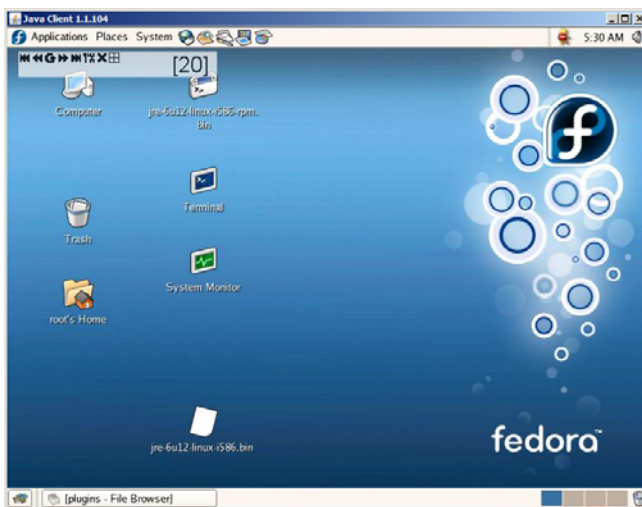 Java Client 1.1.104
Applications Places System
5:30 AM
[20]
Computer
jre-6u12-linux-i586-rpm.
bin
Terminal
Trash
System Monitor
root's Home
jre-6u12-linux-i586.bin
fedora™
[plugins - File Browser]